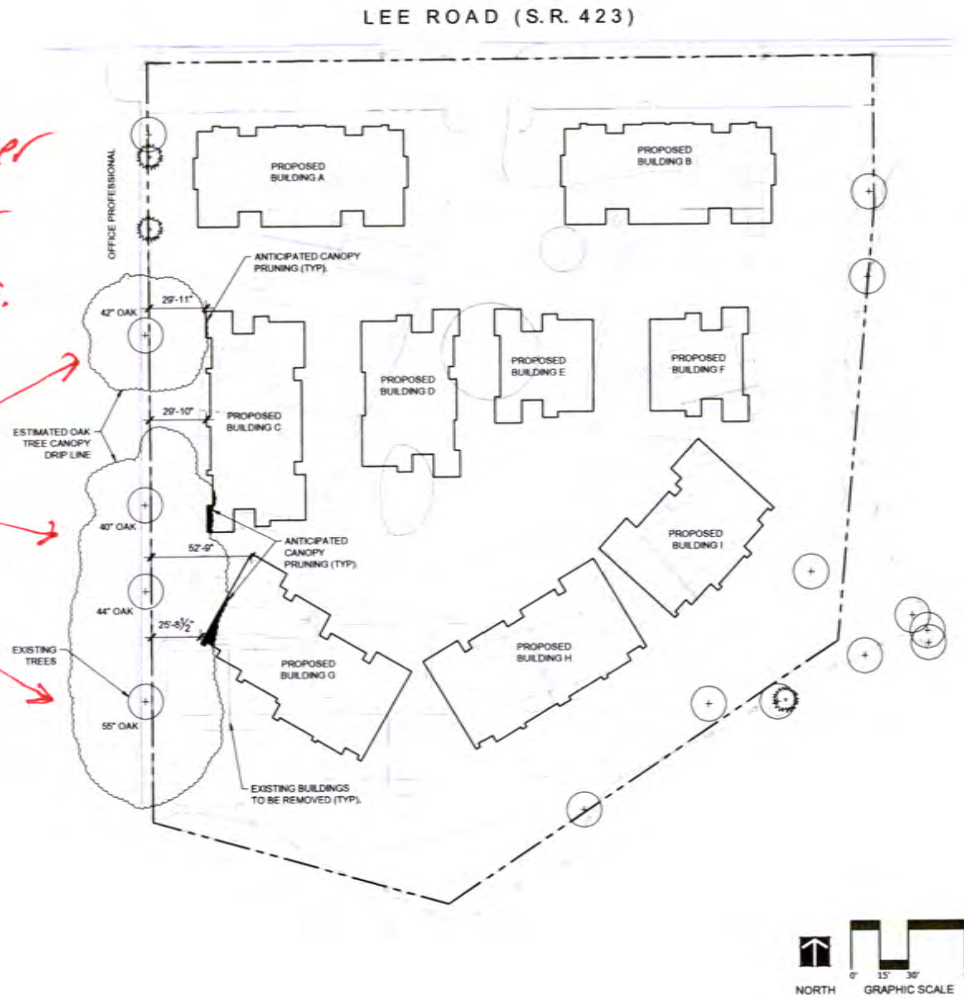 LEE ROAD (S.R. 423)
OFFICE PROFESSIONAL
PROPOSED
BUILDING A
PROPOSED
BUILDING B
ANTICIPATED CANOPY
PRUNING (TYP).
42" OAK
29'-11"
PROPOSED
BUILDING C
PROPOSED
BUILDING D
PROPOSED
BUILDING E
PROPOSED
BUILDING F
29'-10"
ESTIMATED OAK
TREE CANOPY
DRIP LINE
40" OAK
ANTICIPATED
CANOPY
PRUNING (TYP).
52'-9"
PROPOSED
BUILDING I
44" OAK
25'-8½"
EXISTING
TREES
PROPOSED
BUILDING G
PROPOSED
BUILDING H
55" OAK
EXISTING BUILDINGS
TO BE REMOVED (TYP).
NORTH
0' 15' 30'
GRAPHIC SCALE